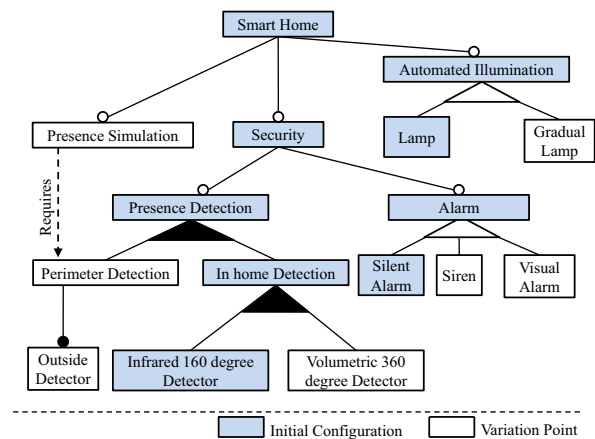 Smart Home
Automated Illumination
Presence Simulation
Security
Lamp
Gradual
Lamp
Requires
Presence Detection
Alarm
Perimeter Detection
In home Detection
Silent
Alarm
Siren
Visual
Alarm
Outside
Detector
Infrared 160 degree
Detector
Volumetric 360
degree Detector
Initial Configuration
Variation Point